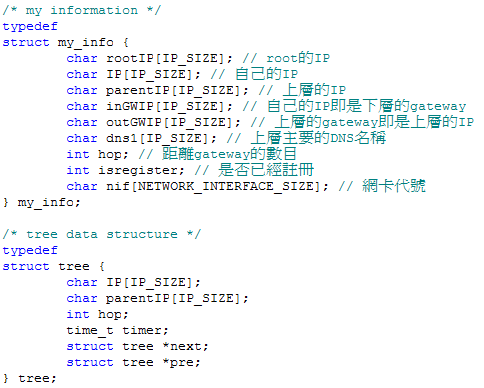 /* my information */
typedef
struct my_info {
char rootIP[IP_SIZE]; // root的IP
char IP[IP_SIZE]; // 自己的IP
char parentIP[IP_SIZE]; // 上層的IP
char inGWIP[IP_SIZE]; // 自己的IP即是下層的gateway
char outGWIP[IP_SIZE]; // 上層的gateway即是上層的IP
char dns1[IP_SIZE]; // 上層主要的DNS名稱
int hop; // 距離gateway的數目
int isregister; // 是否已經註冊
char nif[NETWORK_INTERFACE_SIZE]; // 網卡代號
} my_info;
/* tree data structure */
typedef
struct tree {
char IP[IP_SIZE];
char parentIP[IP_SIZE];
int hop;
time_t timer;
struct tree *next;
struct tree *pre;
} tree;